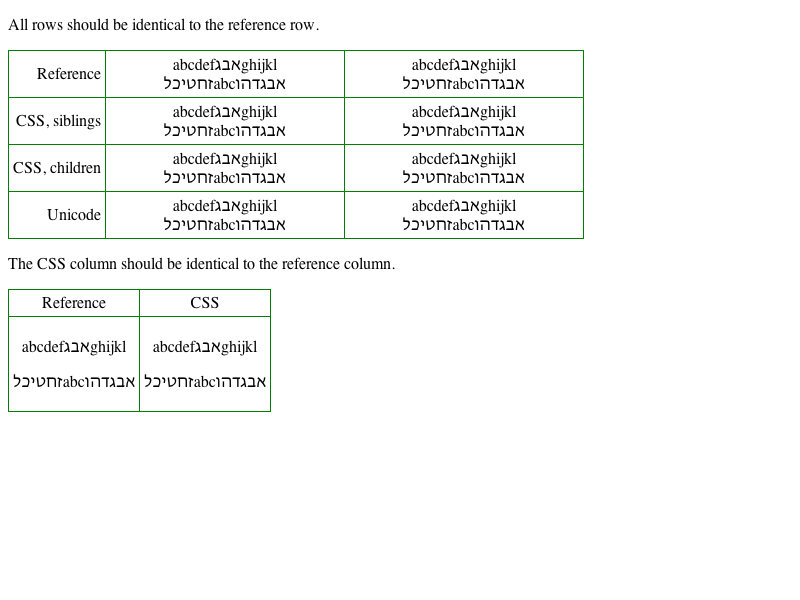 All rows should be identical to the reference row.
Reference abcdefאבגghijkl abcdefאבגghijkl
אבגדהוabcזחטיכל אבגדהוabcזחטיכל
CSS, siblings abcdefאבגghijkl abcdefאבגghijkl
אבגדהוabcזחטיכל אבגדהוabcזחטיכל
CSS, children abcdefאבגghijkl abcdefאבגghijkl
אבגדהוabcזחטיכל אבגדהוabcזחטיכל
Unicode abcdefאבגghijkl abcdefאבגghijkl
אבגדהוabcזחטיכל אבגדהוabcזחטיכל
The CSS column should be identical to the reference column.
Reference CSS
abcdefאבגghijkl abcdefאבגghijkl
אבגדהוabcזחטיכל אבגדהוabcזחטיכל